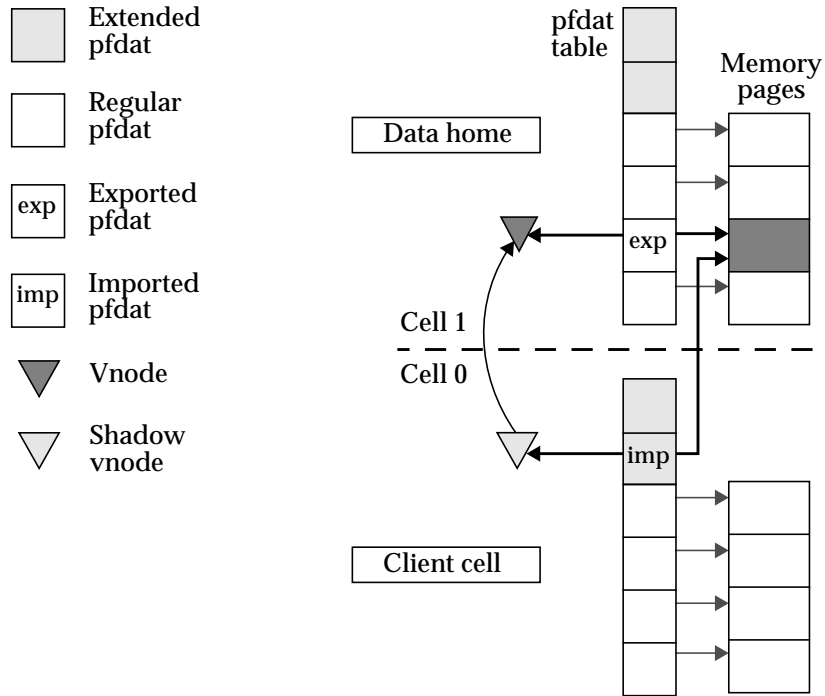 Extended
pfdat
Regular
pfdat
exp
Exported
pfdat
imp
Imported
pfdat
Vnode
Shadow
vnode
pfdat
table
Memory
pages
Data home
exp
Cell 1
Cell 0
imp
Client cell